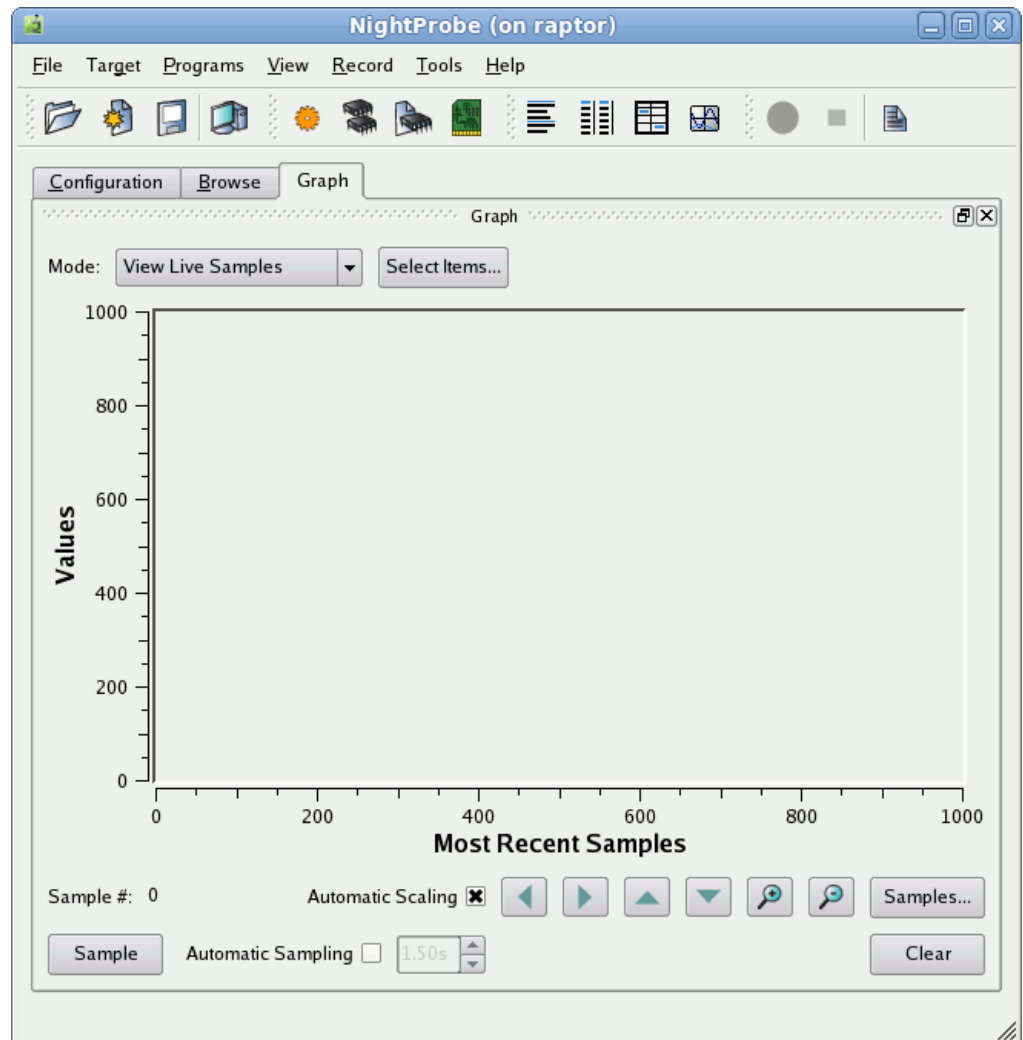 NightProbe (on raptor)
File Target Programs View Record Tools Help
Configuration Browse Graph
Graph
Mode: View Live Samples Select Items...
1000
800
600
400
200
0
Values
0 200 400 600 800 1000
Most Recent Samples
Sample #: 0 Automatic Scaling Samples...
Sample Automatic Sampling 1.50s Clear